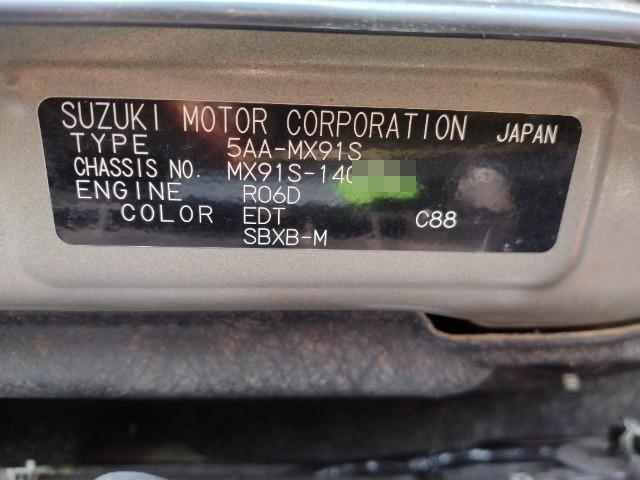 SUZUKI MOTOR CORPORATION JAPAN
TYPE 5AA-MX91S
CHASSIS NO. MX91S-14
ENGINE R06D
COLOR EDT C88
SBXB-M